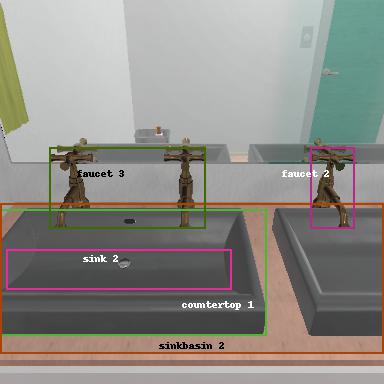 faucet 3
faucet 2
sink 2
countertop 1
sinkbasin 2